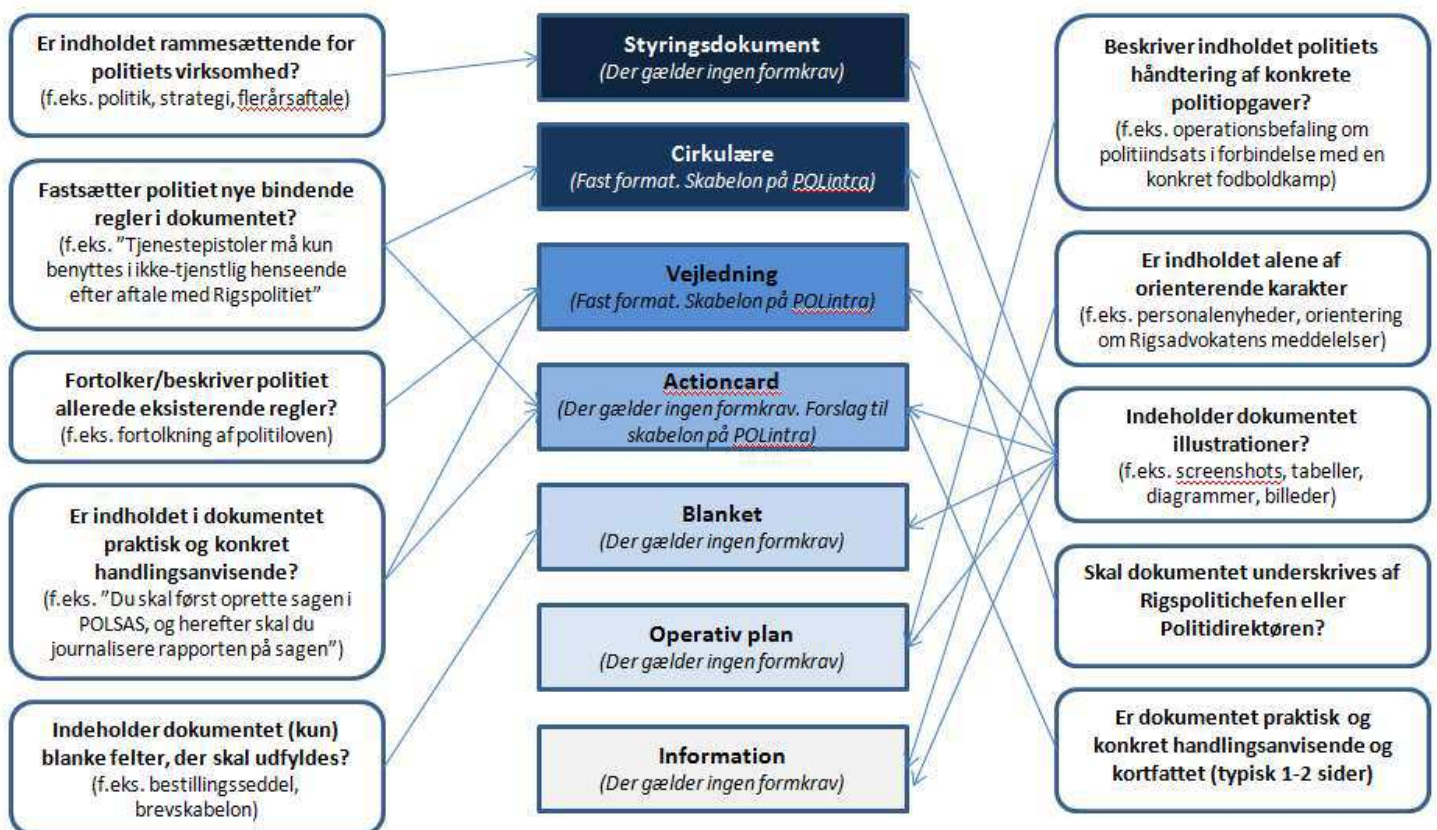 Er indholdet rammesættende for
politiets virksomhed?
(f.eks. politik, strategi, flerårsaftale)
Fastsætter politiet nye bindende
regler i dokumentet?
(f.eks. ”Tjenestepistoler må kun
benyttes i ikke-tjenstlig henseende
efter aftale med Rigspolitiet”
Fortolker/beskriver politiet
allerede eksisterende regler?
(f.eks. fortolkning af politiloven)
Er indholdet i dokumentet
praktisk og konkret
handlingsanvisende?
(f.eks. ”Du skal først oprette sagen i
POLSAS, og herefter skal du
journalisere rapporten på sagen”)
Indeholder dokumentet (kun)
blanke felter, der skal udfyldes?
(f.eks. bestillingsseddel,
brevskabelon)
Styringsdokument
(Der gælder ingen formkrav)
Cirkulære
(Fast format. Skabelon på POLintra)
Vejledning
(Fast format. Skabelon på POLintra)
Actioncard
(Der gælder ingen formkrav. Forslag til
skabelon på POLintra)
Blanket
(Der gælder ingen formkrav)
Operativ plan
(Der gælder ingen formkrav)
Information
(Der gælder ingen formkrav)
Beskriver indholdet politiets
håndtering af konkrete
politiopgaver?
(f.eks. operationsbefaling om
politiindsats i forbindelse med en
konkret fodboldkamp)
Er indholdet alene af
orienterende karakter
(f.eks. personalenyheder, orientering
om Rigsadvokatens meddelelser)
Indeholder dokumentet
illustrationer?
(f.eks. screenshots, tabeller,
diagrammer, billeder)
Skal dokumentet underskrives af
Rigspolitichefen eller
Politidirektøren?
Er dokumentet praktisk og
konkret handlingsanvisende og
kortfattet (typisk 1-2 sider)